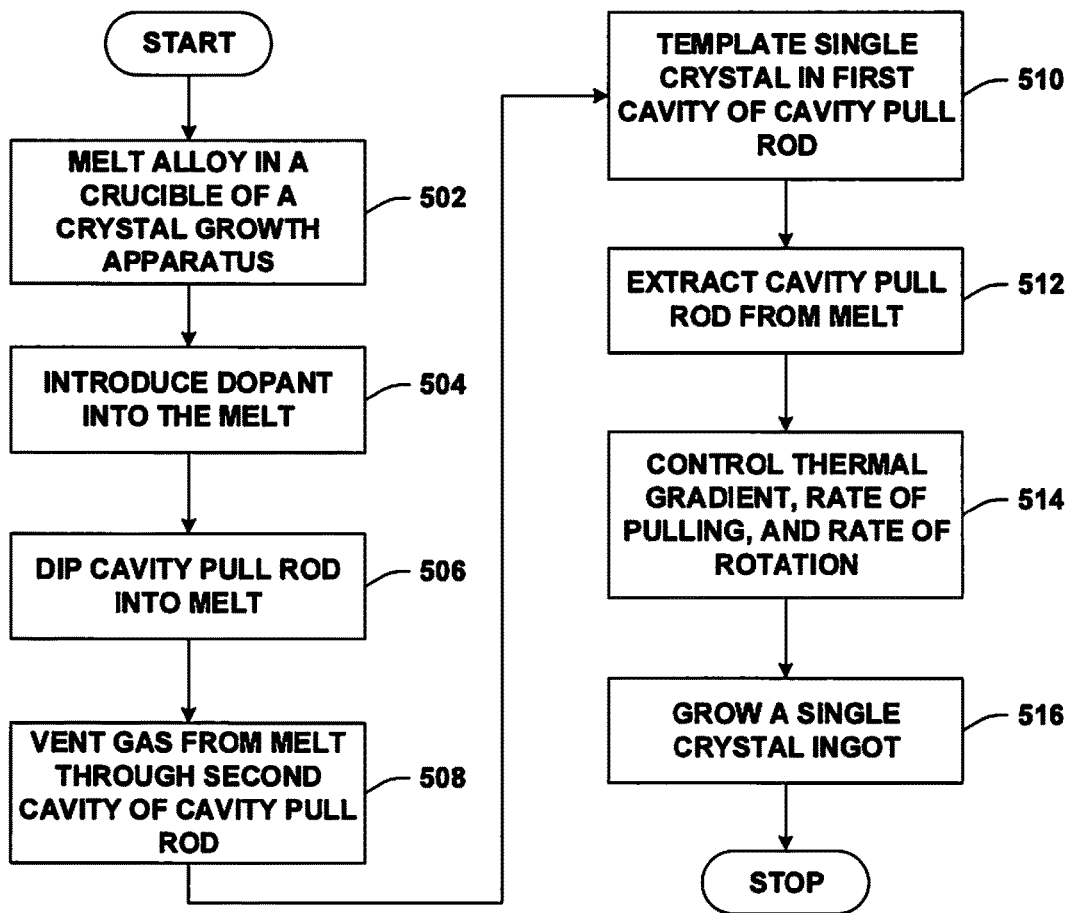 START
MELT ALLOY IN A
CRUCIBLE OF A
CRYSTAL GROWTH
APPARATUS
502
INTRODUCE DOPANT
INTO THE MELT
504
DIP CAVITY PULL ROD
INTO MELT
506
VENT GAS FROM MELT
THROUGH SECOND
CAVITY OF CAVITY PULL
ROD
508
TEMPLATE SINGLE
CRYSTAL IN FIRST
CAVITY OF CAVITY PULL
ROD
510
EXTRACT CAVITY PULL
ROD FROM MELT
512
CONTROL THERMAL
GRADIENT, RATE OF
PULLING, AND RATE OF
ROTATION
514
GROW A SINGLE
CRYSTAL INGOT
516
STOP